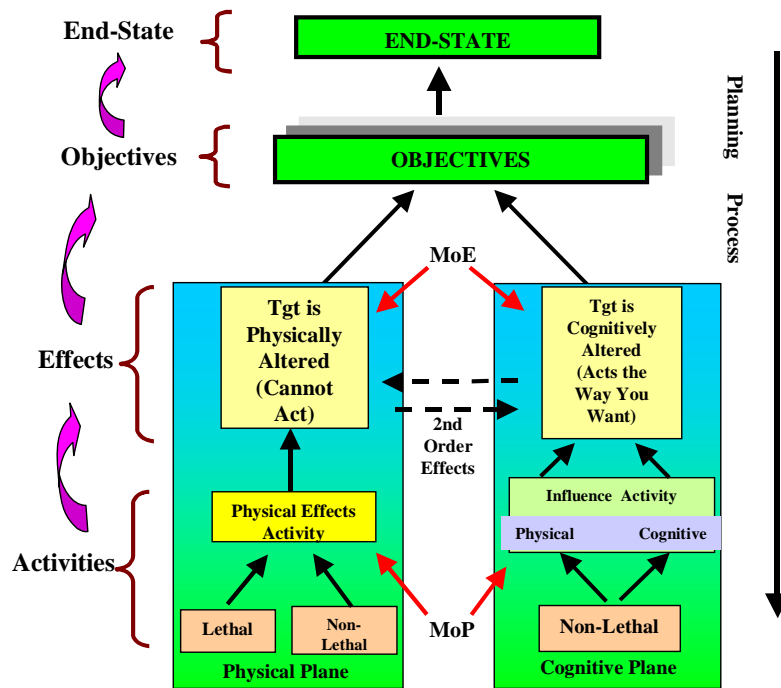 End-State
END-STATE
Planning Process
Objectives
OBJECTIVES
MoE
Effects
Tgt is
Physically
Altered
(Cannot
Act)
Tgt is
Cognitively
Altered
(Acts the
Way You
Want)
2nd
Order
Effects
Activities
Physical Effects
Activity
Influence Activity
Physical Cognitive
Lethal
Non-
Lethal
MoP
Non-Lethal
Physical Plane
Cognitive Plane